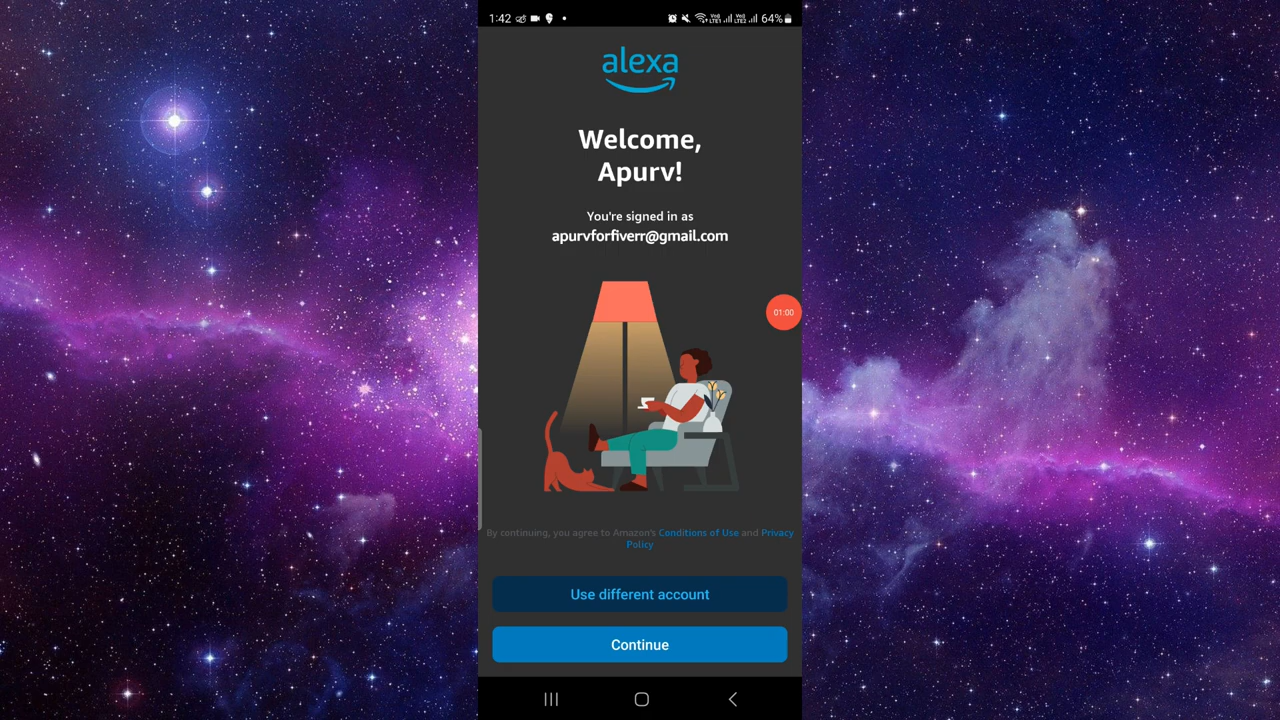 1:42
64%
alexa
Welcome,
Apurv!
You're signed in as
apurvforfiverr@gmail.com
01:00
By continuing, you agree to Amazon's Conditions of Use and Privacy
Policy
Use different account
Continue